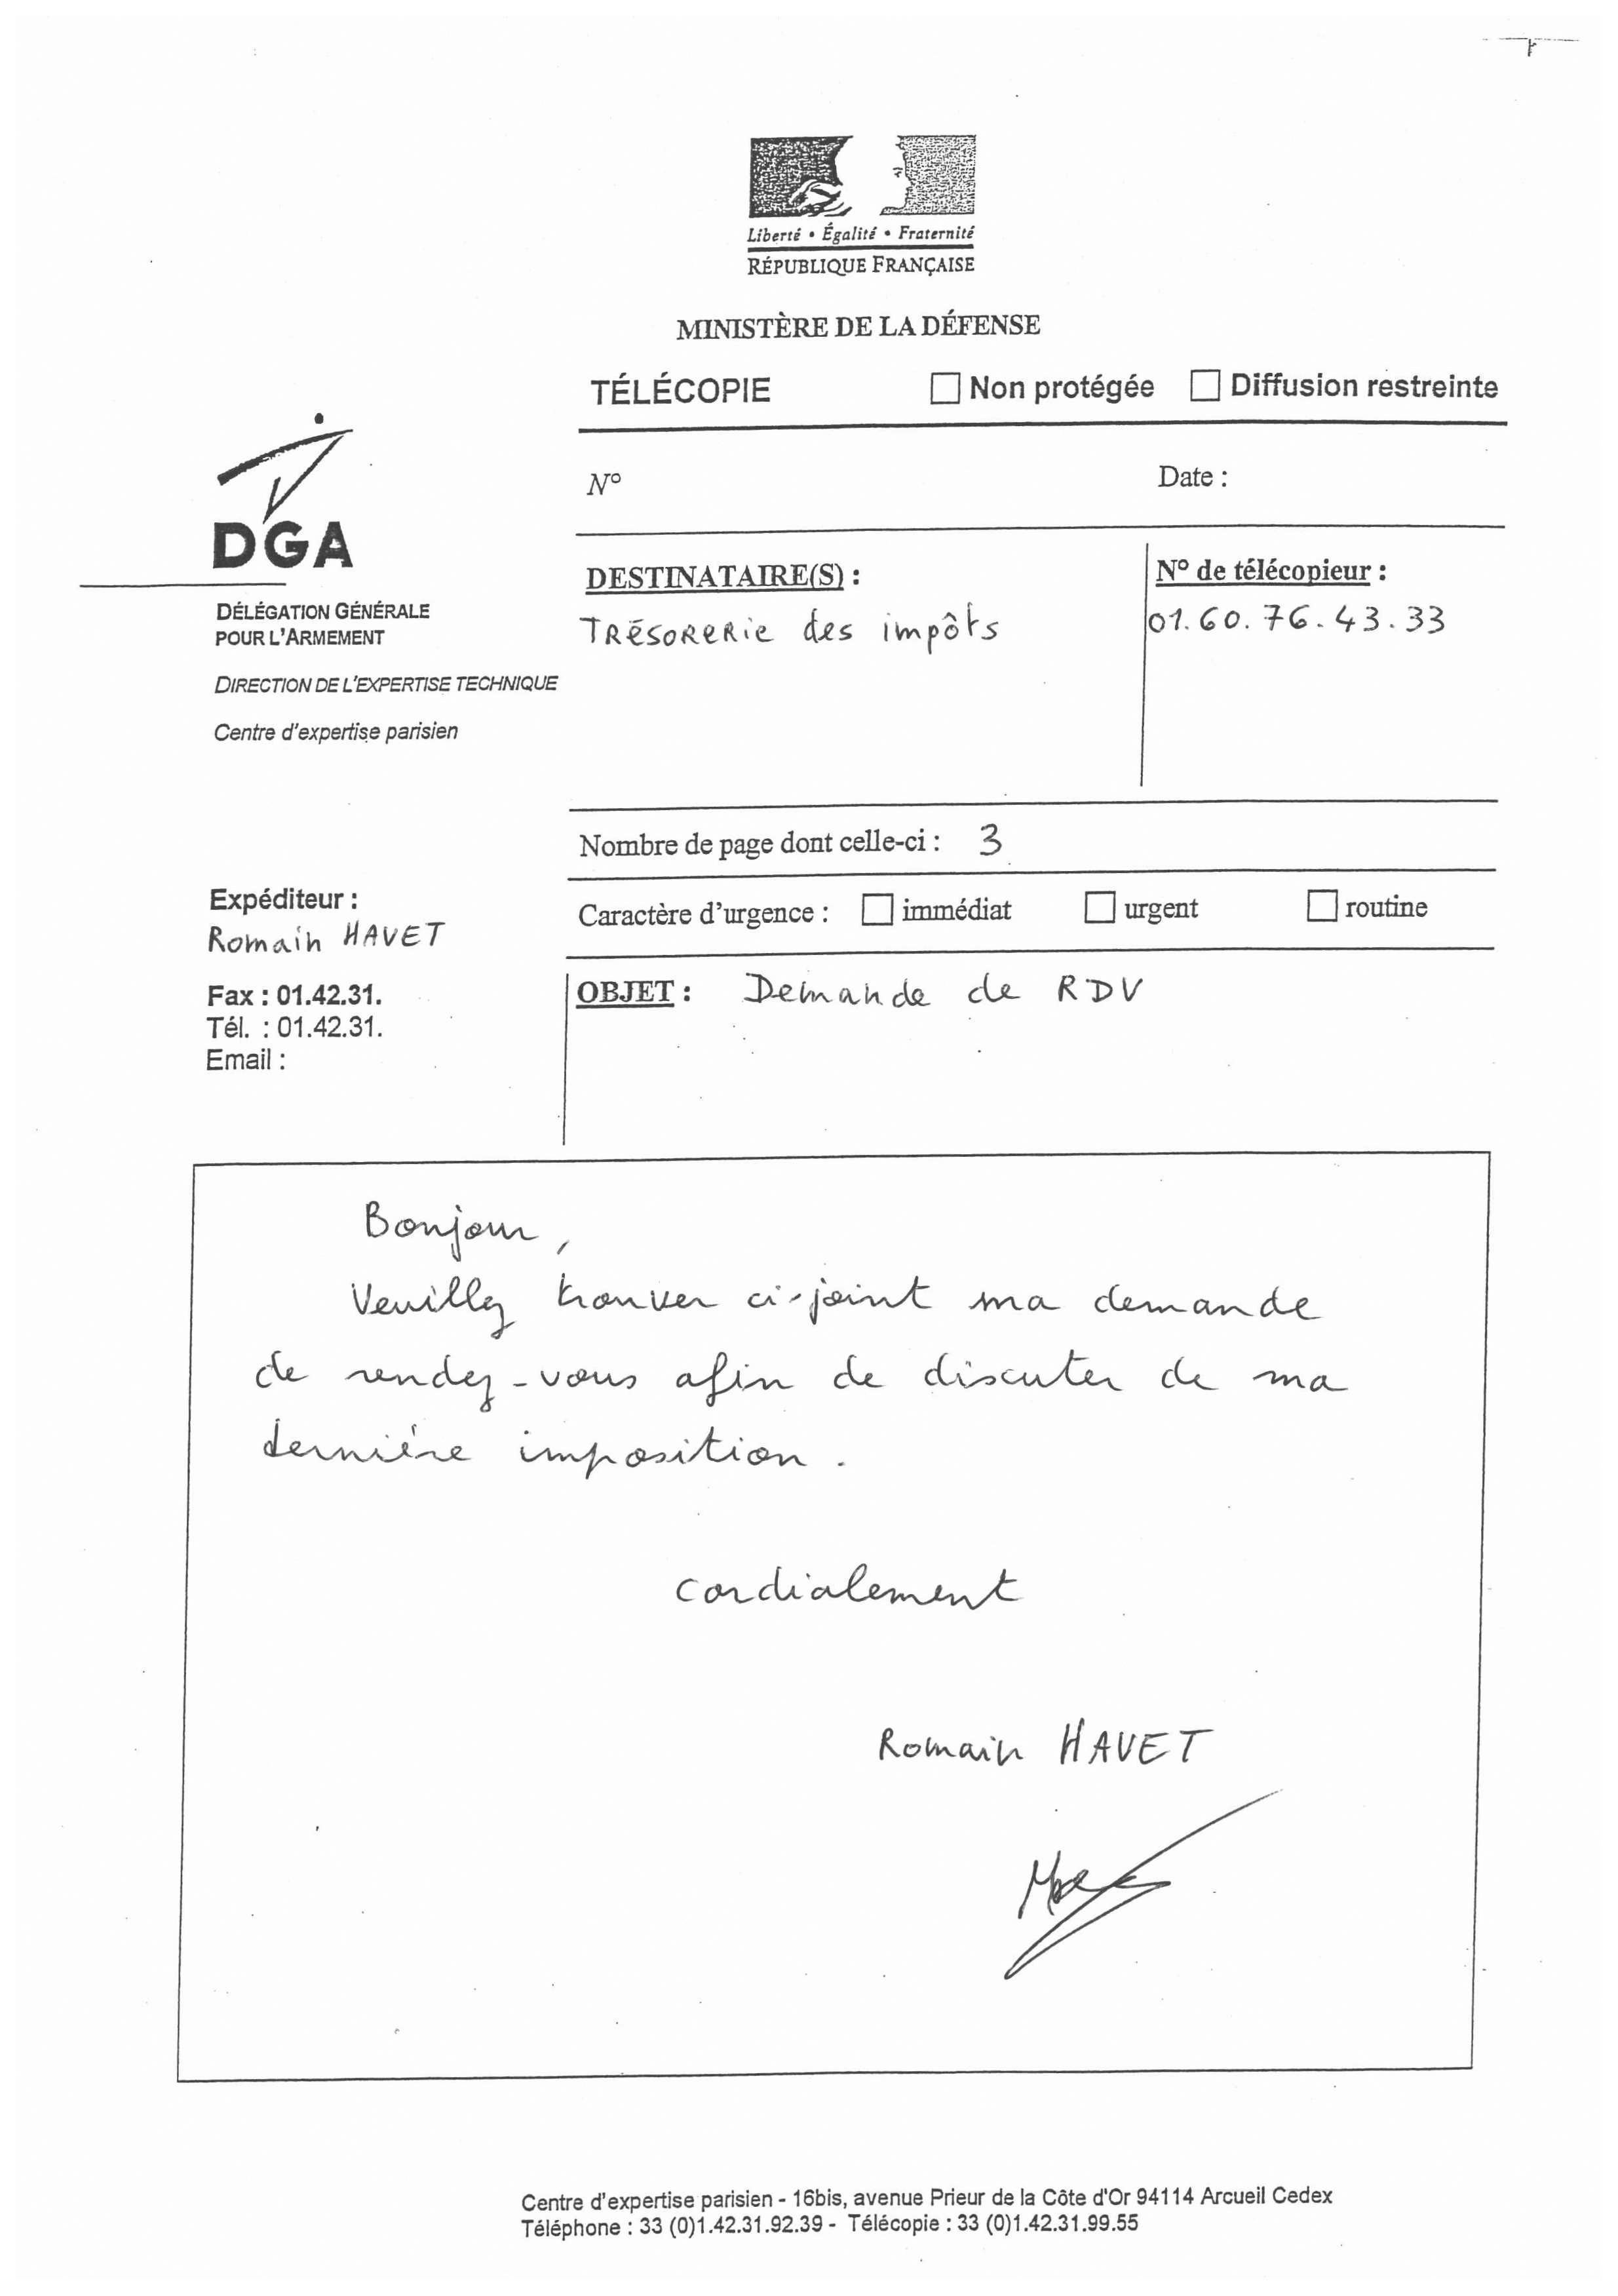 Liberté • Égalité • Fraternité
RÉPUBLIQUE FRANÇAISE
MINISTÈRE DE LA DÉFENSE
TÉLÉCOPIE Non protégée Diffusion restreinte
N° Date :
DGA
DÉLÉGATION GÉNÉRALE
POUR L'ARMEMENT
DIRECTION DE L'EXPERTISE TECHNIQUE
Centre d'expertise parisien
DESTINATAIRE(S) :
Trésorerie des impôts
N° de télécopieur :
01.60.76.43.33
Nombre de page dont celle-ci : 3
Caractère d'urgence : immédiat urgent routine
Expéditeur :
Romain HAVET
Fax : 01.42.31.
Tél. : 01.42.31.
Email :
OBJET : Demande de RDV
Bonjour,
Veuillez trouver ci-joint ma demande
de rendez-vous afin de discuter de ma
dernière imposition.
Cordialement
Romain HAVET
Centre d'expertise parisien - 16bis, avenue Prieur de la Côte d'Or 94114 Arcueil Cedex
Téléphone : 33 (0)1.42.31.92.39 - Télécopie : 33 (0)1.42.31.99.55